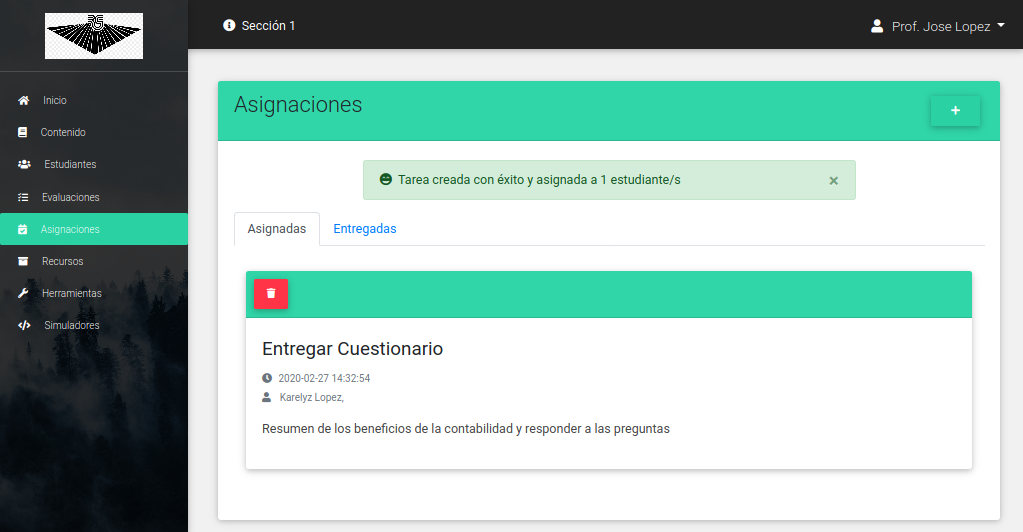 Sección 1
Prof. Jose Lopez
Inicio
Contenido
Estudiantes
Evaluaciones
Asignaciones
Recursos
Herramientas
Simuladores
Asignaciones
+
Tarea creada con éxito y asignada a 1 estudiante/s
×
Asignadas
Entregadas
Entregar Cuestionario
2020-02-27 14:32:54
Karelyz Lopez,
Resumen de los beneficios de la contabilidad y responder a las preguntas